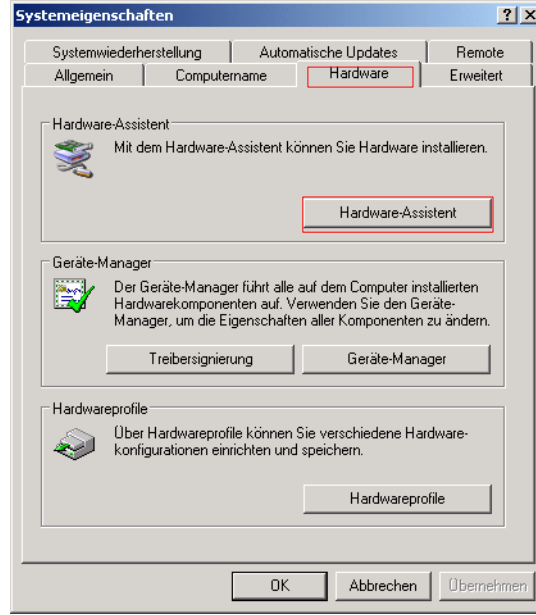 Systemeigenschaften
Systemwiederherstellung Automatische Updates Remote
Allgemein Computername Hardware Erweitert
Hardware-Assistent
Mit dem Hardware-Assistent können Sie Hardware installieren.
Hardware-Assistent
Geräte-Manager
Der Geräte-Manager führt alle auf dem Computer installierten
Hardwarekomponenten auf. Verwenden Sie den Geräte-
Manager, um die Eigenschaften aller Komponenten zu ändern.
Treibersignierung Geräte-Manager
Hardwareprofile
Über Hardwareprofile können Sie verschiedene Hardware-
konfigurationen einrichten und speichern.
Hardwareprofile
OK Abbrechen Übernehmen